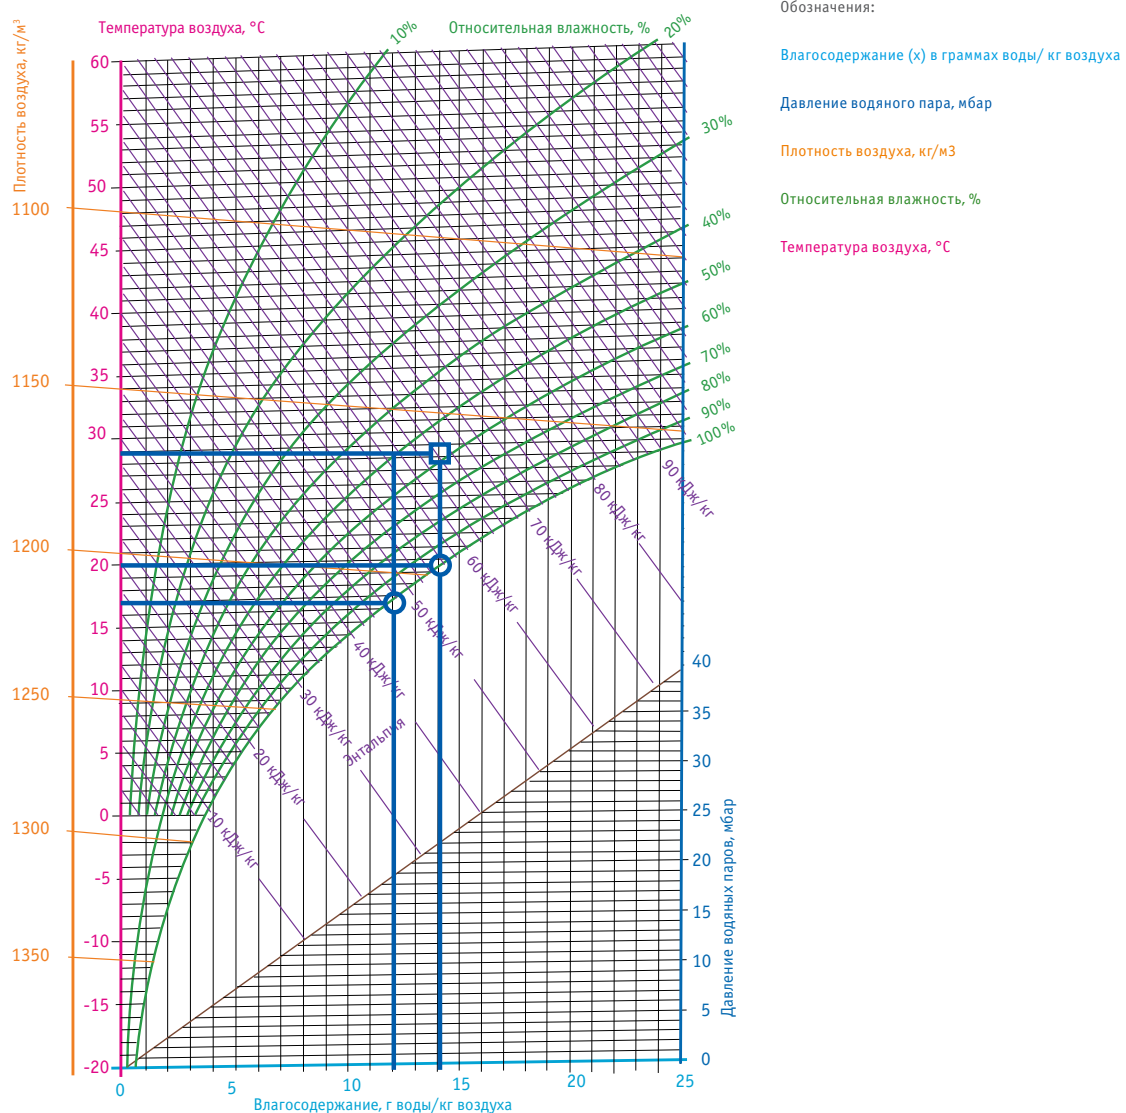 Температура воздуха, °C
10%
Относительная влажность, %
20%
Обозначения:
Влагосодержание (x) в граммах воды/ кг воздуха
Давление водяного пара, мбар
Плотность воздуха, кг/м3
Относительная влажность, %
Температура воздуха, °C
Плотность воздуха, кг/м³
60
55
50
45
40
35
30
25
20
15
10
5
0
-5
-10
-15
-20
1100
1150
1200
1250
1300
1350
30%
40%
50%
60%
70%
80%
90%
100%
90 кДж/кг
80 кДж/кг
70 кДж/кг
60 кДж/кг
50 кДж/кг
40 кДж/кг
30 кДж/кг
20 кДж/кг
10 кДж/кг
Энтальпия
40
35
30
25
20
15
10
5
0
Давление водяных паров, мбар
0
5
10
15
20
25
Влагосодержание, г воды/кг воздуха